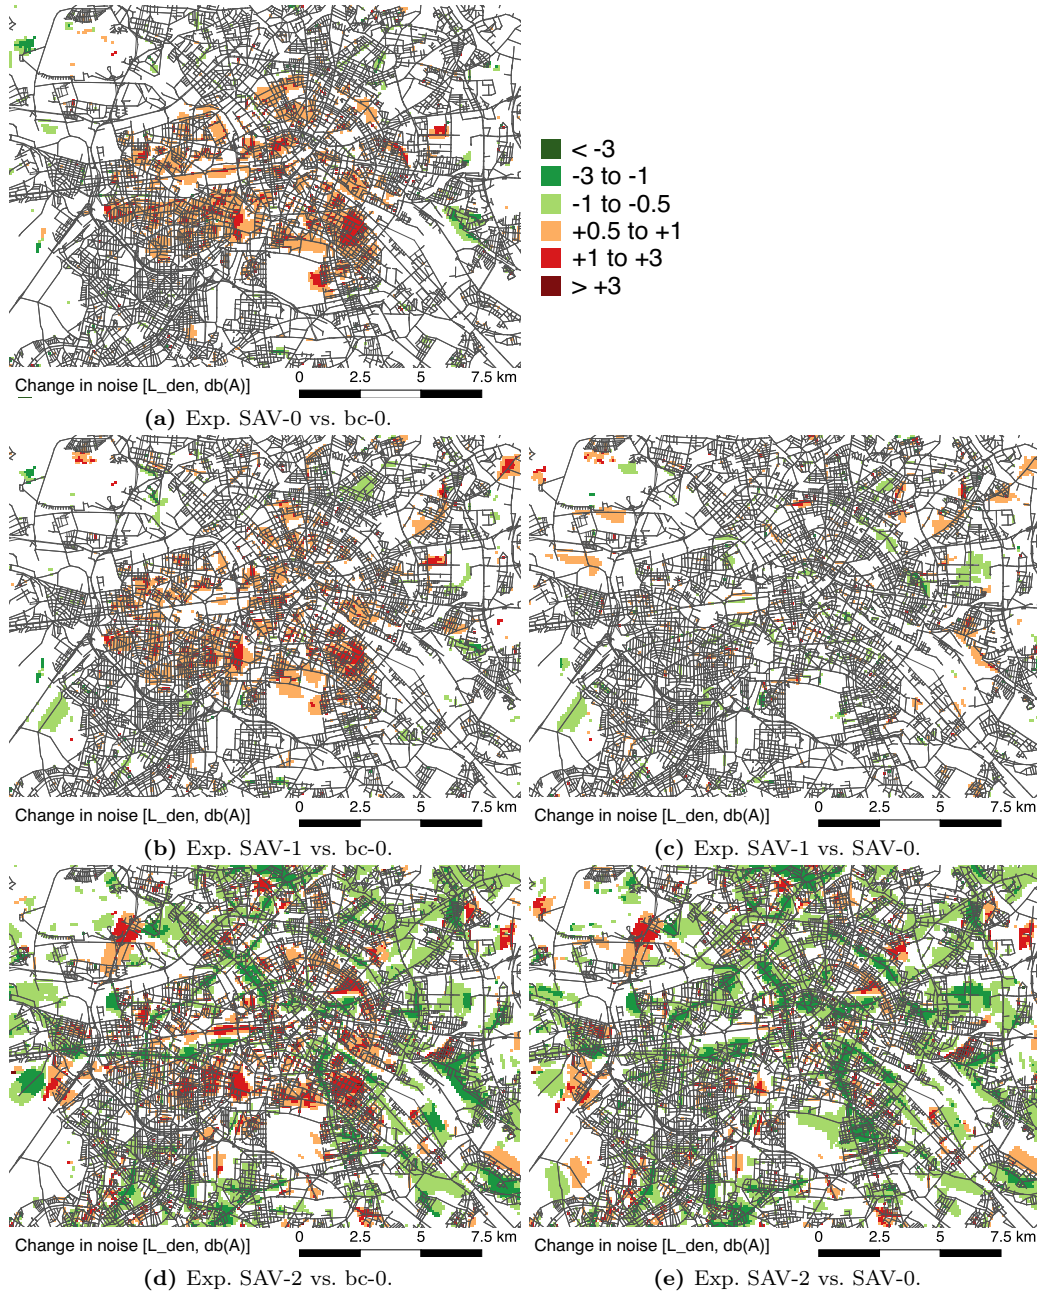 < -3
-3 to -1
-1 to -0.5
+0.5 to +1
+1 to +3
> +3
Change in noise [L_den, db(A)]
0 2.5 5 7.5 km
(a) Exp. SAV-0 vs. bc-0.
Change in noise [L_den, db(A)]
0 2.5 5 7.5 km
Change in noise [L_den, db(A)]
0 2.5 5 7.5 km
(b) Exp. SAV-1 vs. bc-0.
(c) Exp. SAV-1 vs. SAV-0.
Change in noise [L_den, db(A)]
0 2.5 5 7.5 km
Change in noise [L_den, db(A)]
0 2.5 5 7.5 km
(d) Exp. SAV-2 vs. bc-0.
(e) Exp. SAV-2 vs. SAV-0.